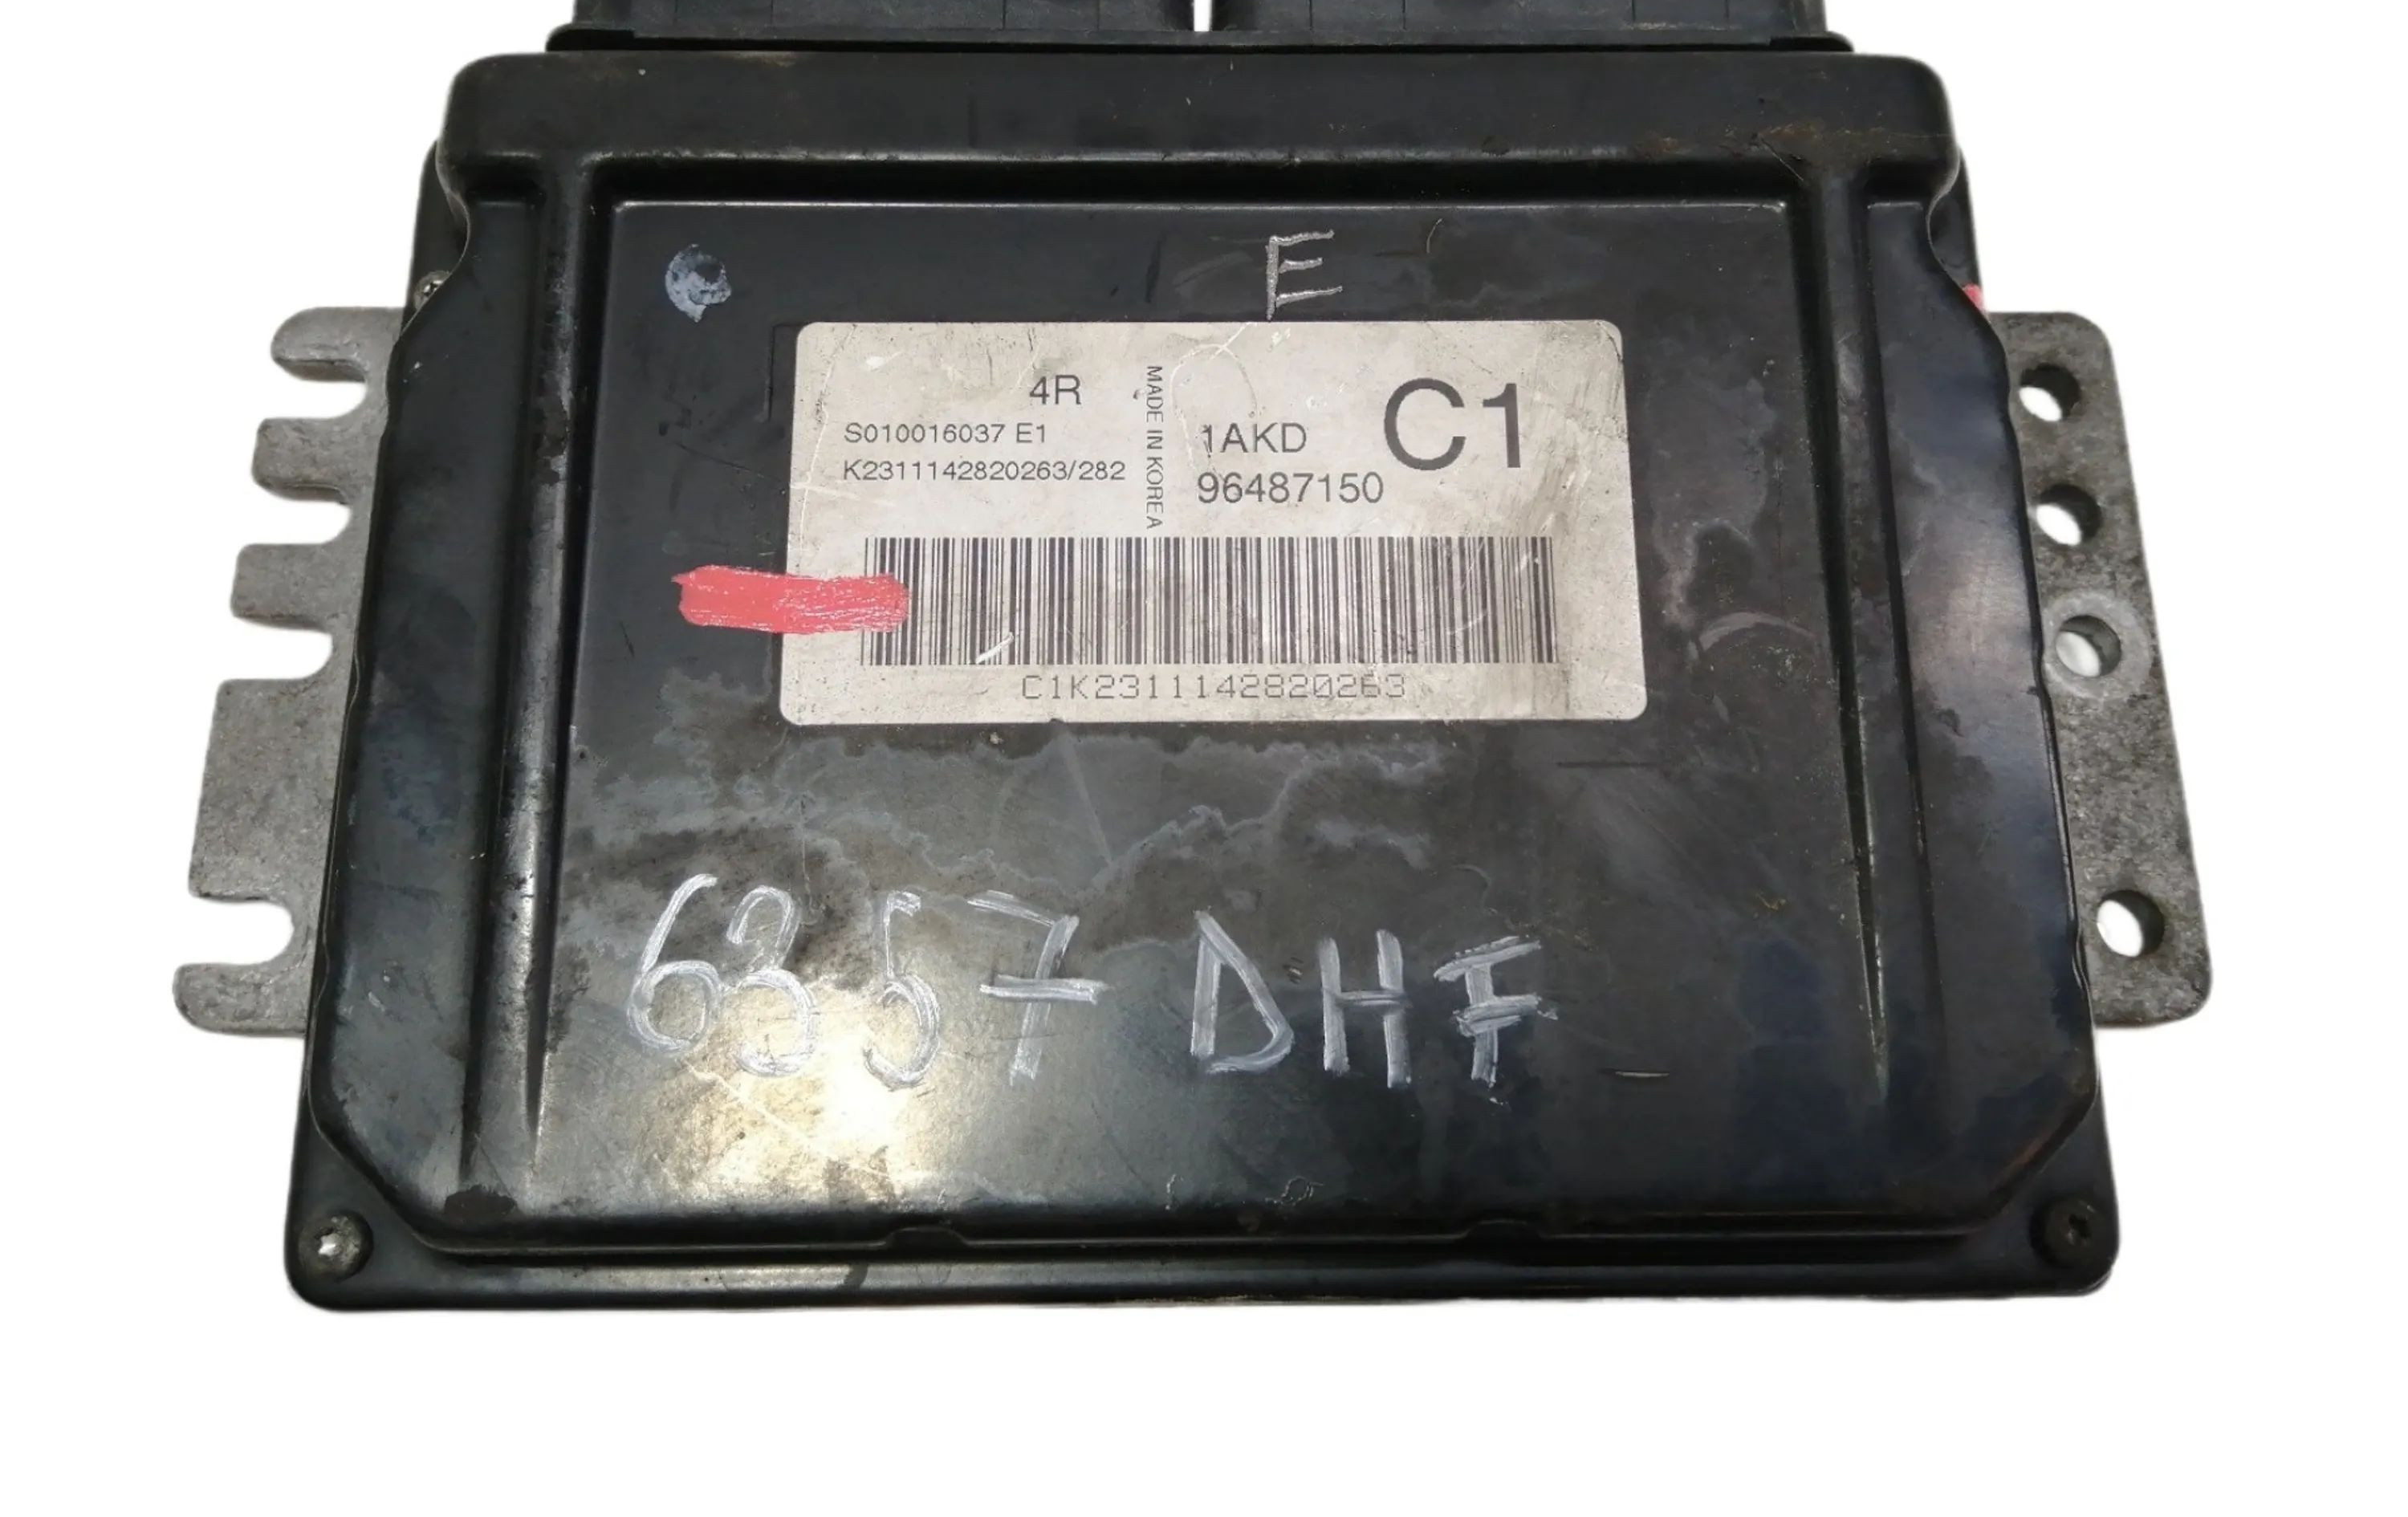 E
4R
S010016037 E1
K2311142820263/282
MADE IN KOREA
1AKD
96487150
C1
C1K2311142820263
6357 DHF